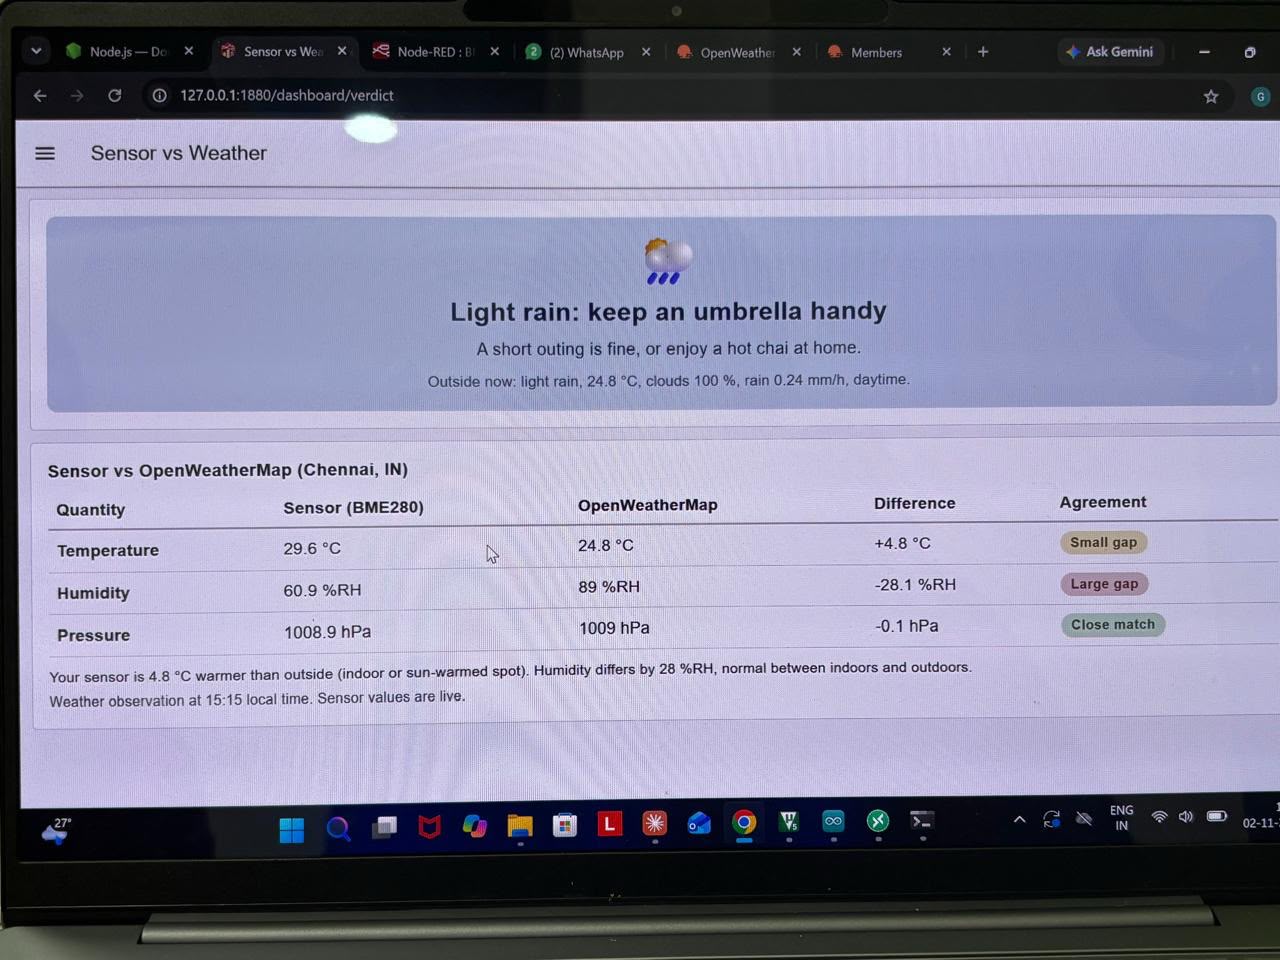 Node.js — Do
Sensor vs Wea
Node-RED : B
2 (2) WhatsApp
OpenWeather
Members
Ask Gemini
127.0.0.1:1880/dashboard/verdict
G
Sensor vs Weather
Light rain: keep an umbrella handy
A short outing is fine, or enjoy a hot chai at home.
Outside now: light rain, 24.8 °C, clouds 100 %, rain 0.24 mm/h, daytime.
Sensor vs OpenWeatherMap (Chennai, IN)
Quantity Sensor (BME280) OpenWeatherMap Difference Agreement
Temperature 29.6 °C 24.8 °C +4.8 °C Small gap
Humidity 60.9 %RH 89 %RH -28.1 %RH Large gap
Pressure 1008.9 hPa 1009 hPa -0.1 hPa Close match
Your sensor is 4.8 °C warmer than outside (indoor or sun-warmed spot). Humidity differs by 28 %RH, normal between indoors and outdoors.
Weather observation at 15:15 local time. Sensor values are live.
27°
L
ENG
IN
02-11-